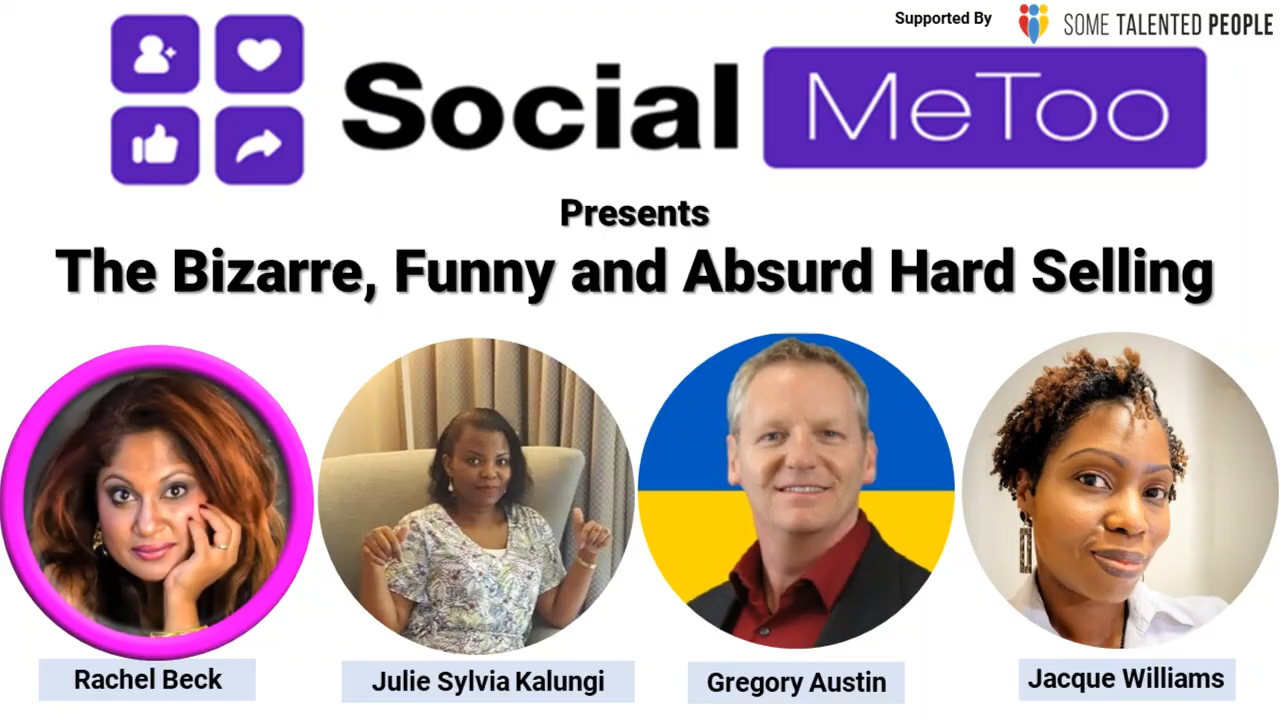 Supported By
SOME TALENTED PEOPLE
Social MeToo
Presents
The Bizarre, Funny and Absurd Hard Selling
Rachel Beck
Julie Sylvia Kalungi
Gregory Austin
Jacque Williams